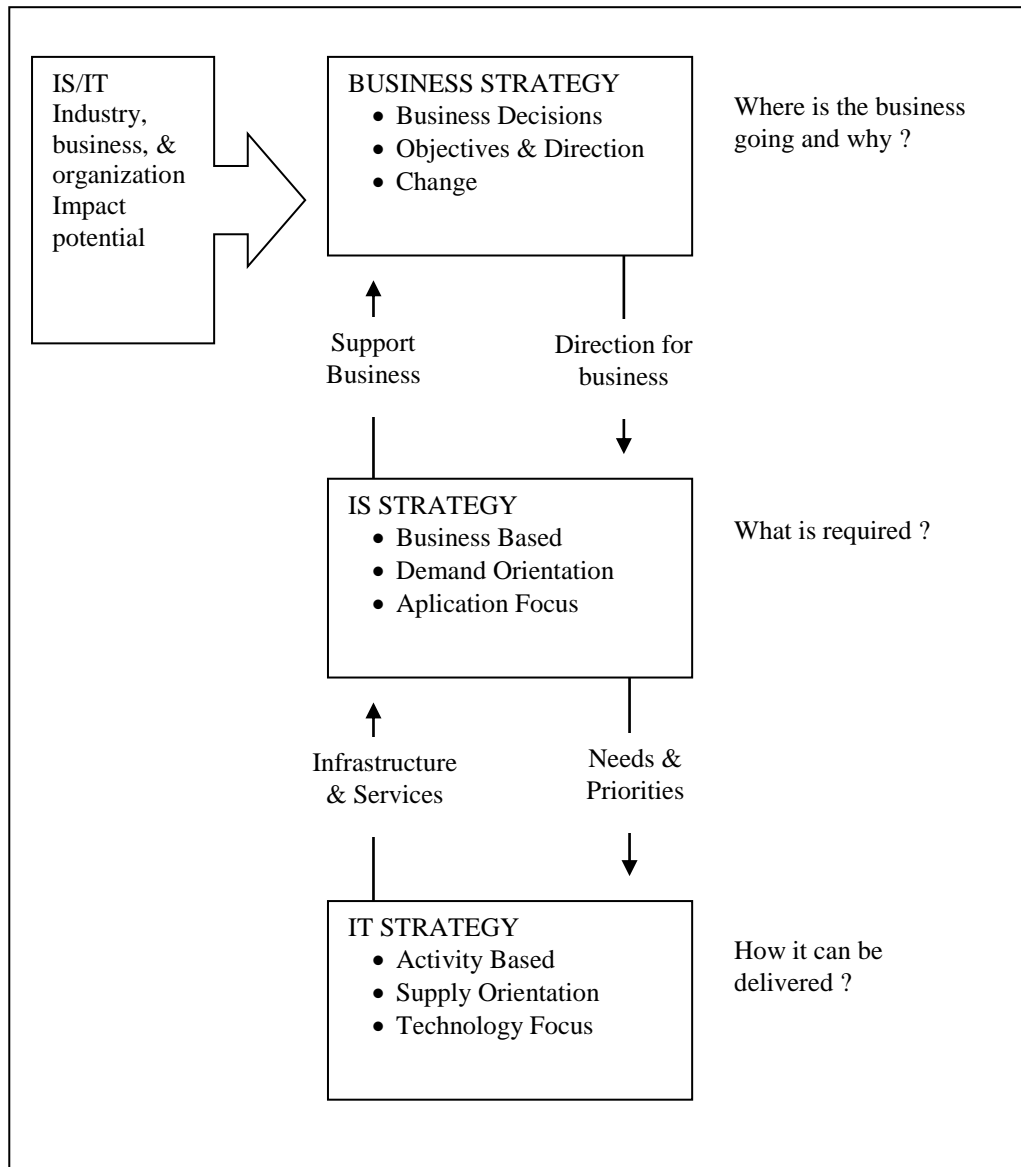 IS/IT
Industry,
business, &
organization
Impact
potential
BUSINESS STRATEGY
• Business Decisions
• Objectives & Direction
• Change
Where is the business
going and why ?
Support
Business
Direction for
business
IS STRATEGY
• Business Based
• Demand Orientation
• Aplication Focus
What is required ?
Infrastructure
& Services
Needs &
Priorities
IT STRATEGY
• Activity Based
• Supply Orientation
• Technology Focus
How it can be
delivered ?